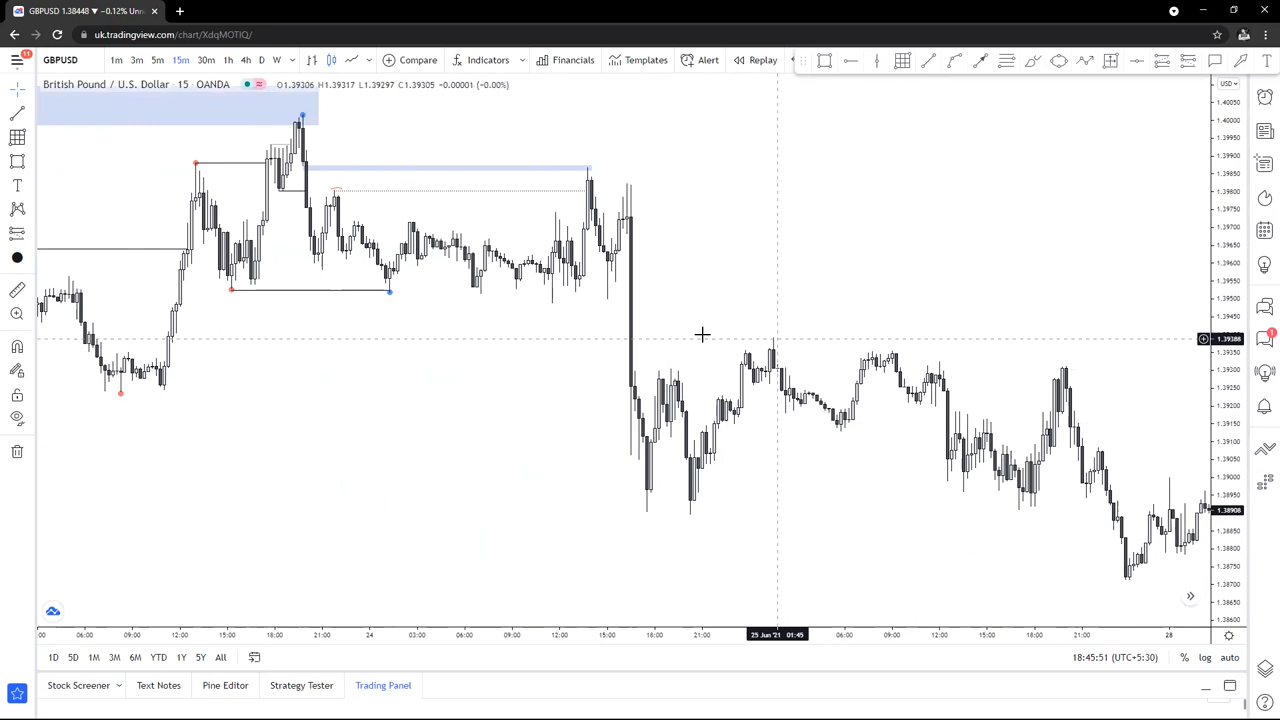 GBPUSD 1.38448 ▼ −0.12% Unn
uk.tradingview.com/chart/XdqMOTIQ/
11
GBPUSD
1m 3m 5m 15m 30m 1h 4h D W
Compare
Indicators
Financials
Templates
Alert
Replay
British Pound / U.S. Dollar 15 OANDA
O1.39306 H1.39317 L1.39297 C1.39305 −0.00001 (+0.00%)
USD
1.40050
1.40000
1.39950
1.39900
1.39850
1.39800
1.39750
1.39700
1.39650
1.39600
1.39550
1.39500
1.39450
1.39388
1.39350
1.39300
1.39250
1.39200
1.39150
1.39100
1.39050
1.39000
1.38950
1.38908
1.38850
1.38800
1.38750
1.38700
1.38650
1.38600
1
:00 06:00 09:00 12:00 15:00 18:00 21:00 24 03:00 06:00 09:00 12:00 15:00 18:00 21:00 25 Jun '21 01:45 06:00 09:00 12:00 15:00 18:00 21:00 28
1D 5D 1M 3M 6M YTD 1Y 5Y All
18:45:51 (UTC+5:30)
% log auto
Stock Screener
Text Notes
Pine Editor
Strategy Tester
Trading Panel